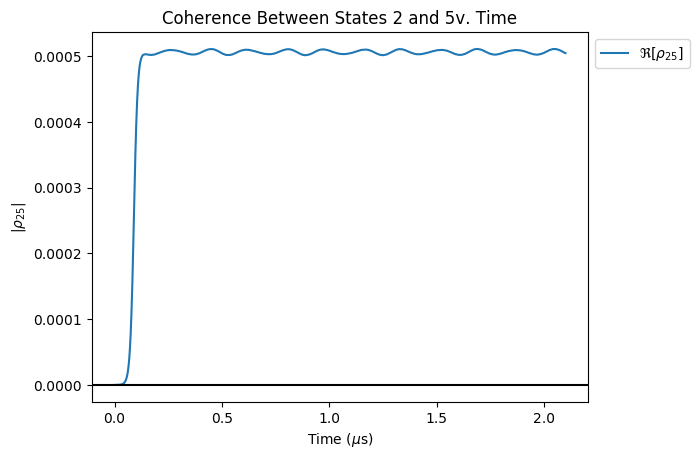 Coherence Between States 2 and 5v. Time
ℜ[ρ₂₅]
|ρ₂₅|
0.0005
0.0004
0.0003
0.0002
0.0001
0.0000
0.0 0.5 1.0 1.5 2.0
Time (μs)